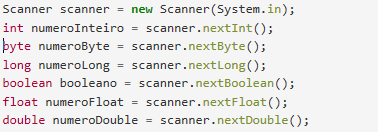 Scanner scanner = new Scanner(System.in);
int numeroInteiro = scanner.nextInt();
byte numeroByte = scanner.nextByte();
long numeroLong = scanner.nextLong();
boolean booleano = scanner.nextBoolean();
float numeroFloat = scanner.nextFloat();
double numeroDouble = scanner.nextDouble();